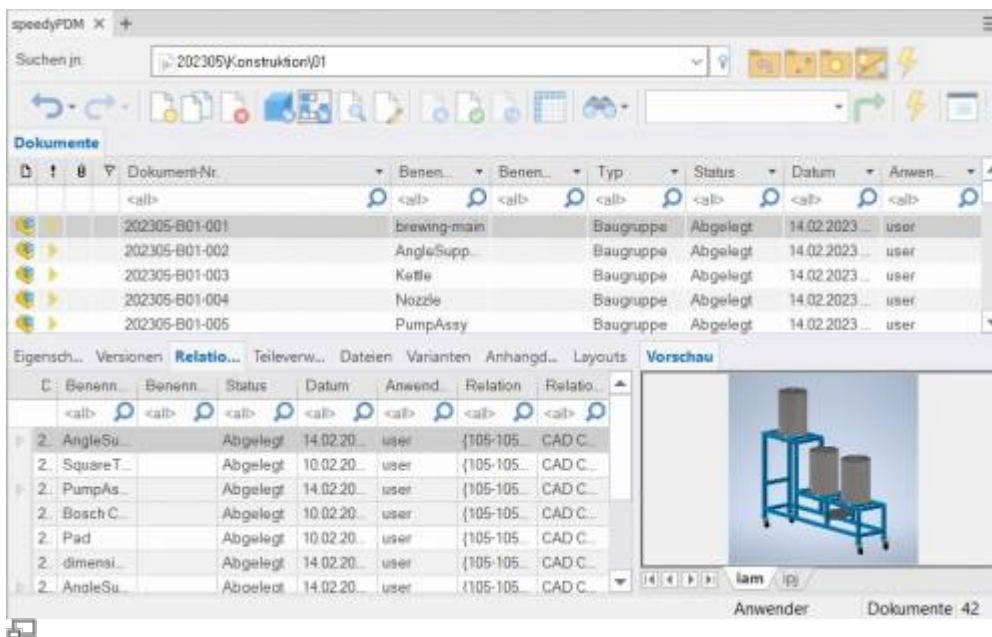 speedyPDM × +
Suchen in: 202305\Konstruktion\01
Dokumente
Dokument-Nr. Benen... Benen... Typ Status Datum Anwen...
<all> <all> <all> <all> <all> <all> <all>
202305-B01-001 brewing-main Baugruppe Abgelegt 14.02.2023 ... user
202305-B01-002 AngleSupp... Baugruppe Abgelegt 14.02.2023 ... user
202305-B01-003 Kettle Baugruppe Abgelegt 14.02.2023 ... user
202305-B01-004 Nozzle Baugruppe Abgelegt 14.02.2023 ... user
202305-B01-005 PumpAssy Baugruppe Abgelegt 14.02.2023 ... user
Eigensch... Versionen Relatio... Teileverw... Dateien Varianten Anhangd... Layouts Vorschau
Benenn... Benenn... Status Datum Anwend... Relation Relatio...
<all> <all> <all> <all> <all> <all> <all>
2... AngleSu... Abgelegt 14.02.20... user {105-105... CAD C...
2... SquareT... Abgelegt 10.02.20... user {105-105... CAD C...
2... PumpAs... Abgelegt 14.02.20... user {105-105... CAD C...
2... Bosch C... Abgelegt 10.02.20... user {105-105... CAD C...
2... Pad Abgelegt 10.02.20... user {105-105... CAD C...
2... dimensi... Abgelegt 14.02.20... user {105-105... CAD C...
2... AngleSu... Abgelegt 14.02.20... user {105-105... CAD C...
iam ipj
Anwender Dokumente 42